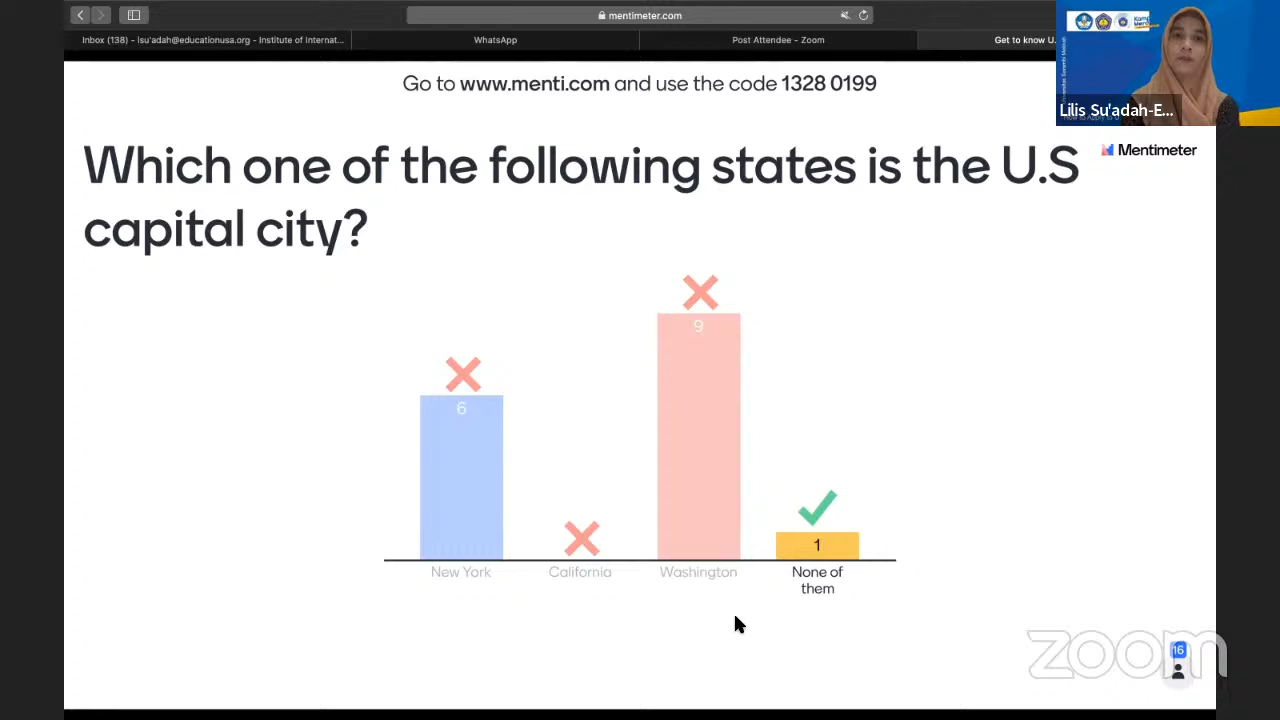 mentimeter.com
Inbox (138) - lsu'adah@educationusa.org - Institute of Internat...
WhatsApp
Post Attendee - Zoom
Get to know U.
Go to www.menti.com and use the code 1328 0199
Lilis Su'adah-E...
Mentimeter
Which one of the following states is the U.S
capital city?
9
6
1
New York
California
Washington
None of
them
zoom
16